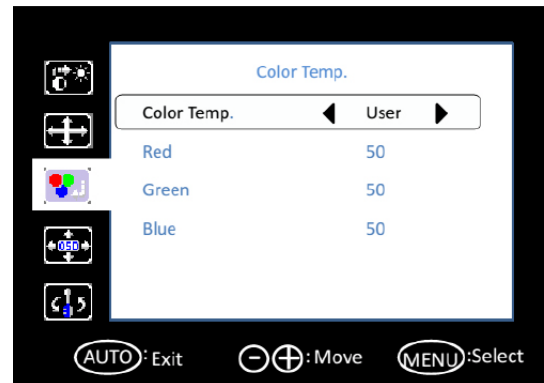 Color Temp.
Color Temp. User
Red 50
Green 50
Blue 50
OSD
AUTO: Exit -+: Move MENU:Select